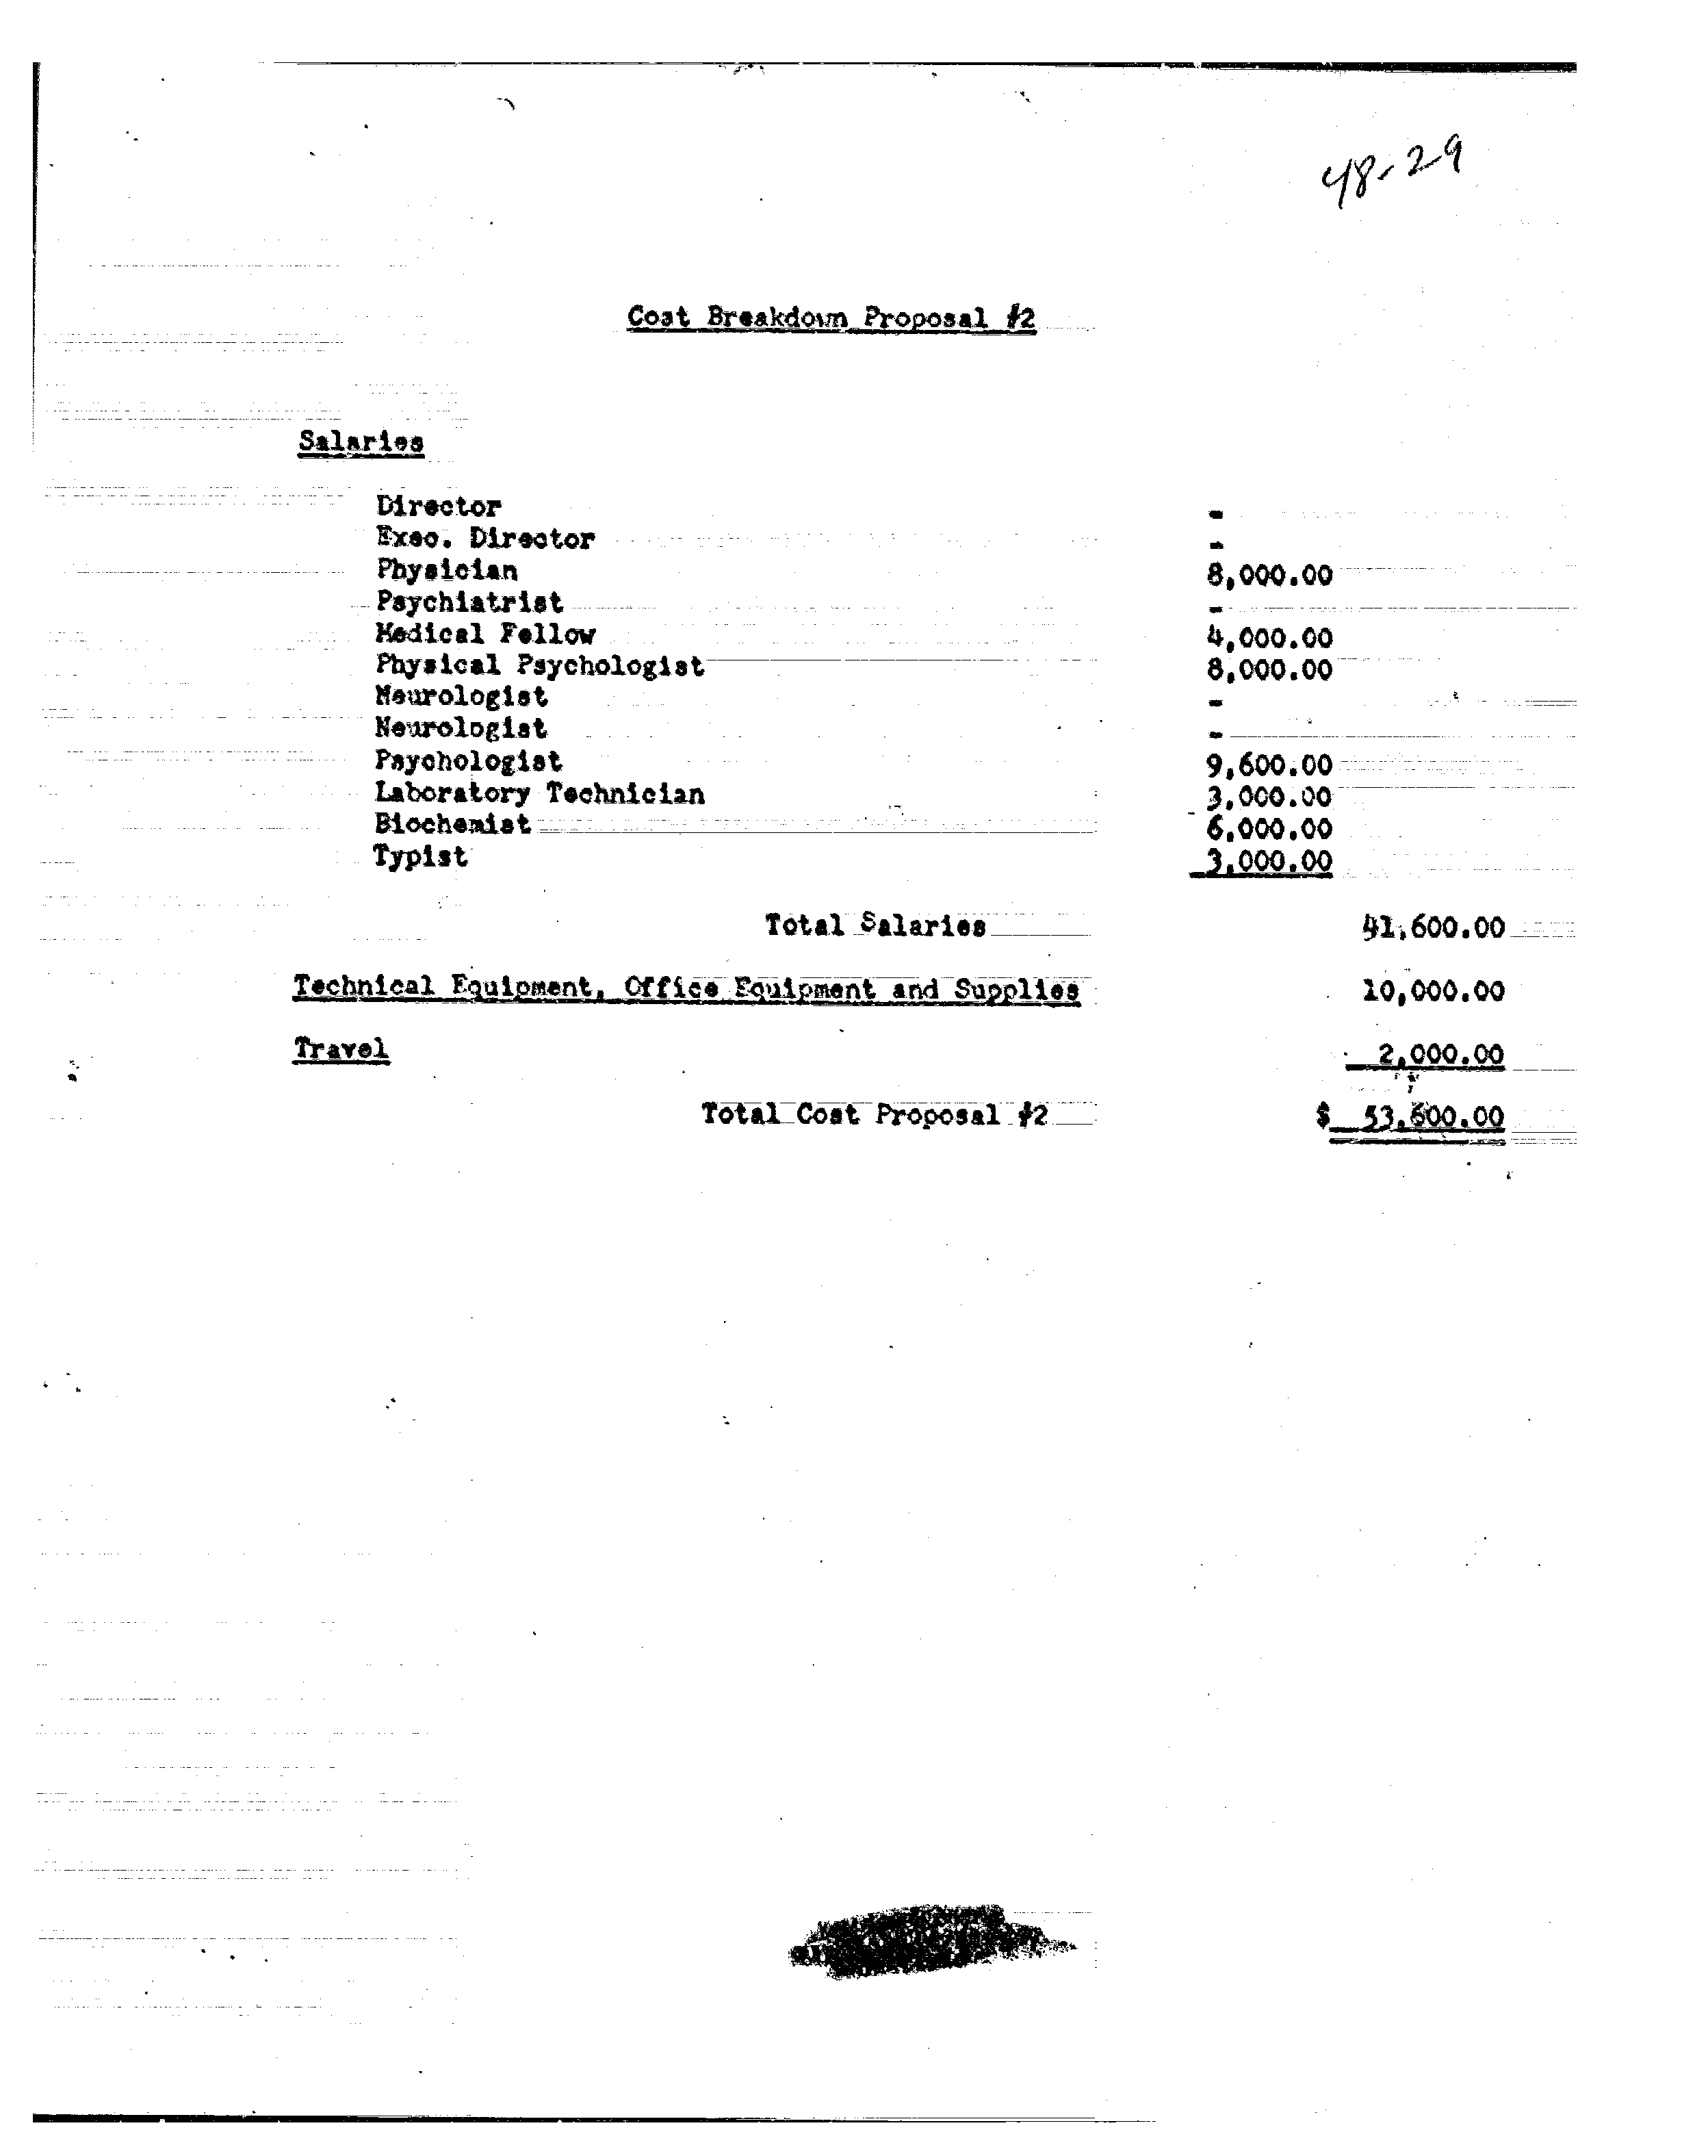 48-29
Cost Breakdown Proposal #2
Salaries
Director -
Exec. Director -
Physician 8,000.00
Psychiatrist -
Medical Fellow 4,000.00
Physical Psychologist 8,000.00
Neurologist -
Neurologist -
Psychologist 9,600.00
Laboratory Technician 3,000.00
Biochemist 6,000.00
Typist 3,000.00
Total Salaries 41,600.00
Technical Equipment, Office Equipment and Supplies 10,000.00
Travel 2,000.00
Total Cost Proposal #2 $ 53,600.00